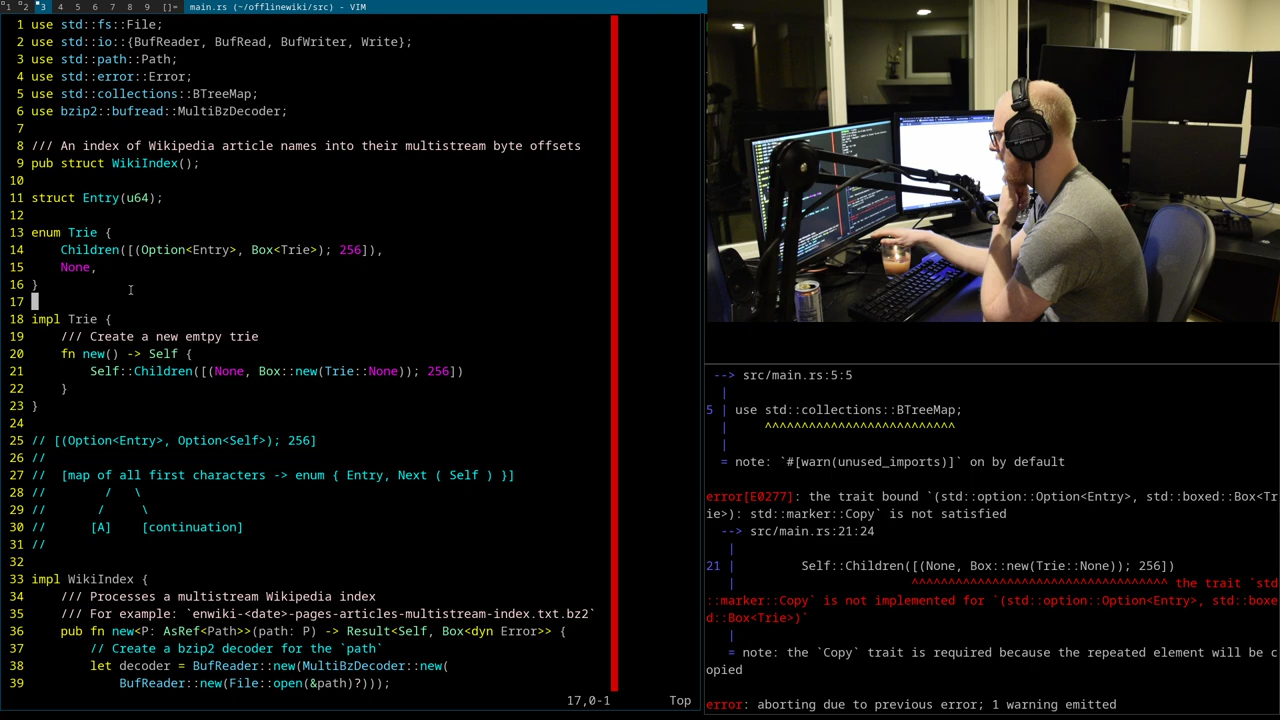 1 2 3 4 5 6 7 8 9 []= main.rs (~/offlinewiki/src) - VIM
1 use std::fs::File;
2 use std::io::{BufReader, BufRead, BufWriter, Write};
3 use std::path::Path;
4 use std::error::Error;
5 use std::collections::BTreeMap;
6 use bzip2::bufread::MultiBzDecoder;
7
8 /// An index of Wikipedia article names into their multistream byte offsets
9 pub struct WikiIndex();
10
11 struct Entry(u64);
12
13 enum Trie {
14     Children([(Option<Entry>, Box<Trie>); 256]),
15     None,
16 }
17
18 impl Trie {
19     /// Create a new emtpy trie
20     fn new() -> Self {
21         Self::Children([(None, Box::new(Trie::None)); 256])
22     }
23 }
24
25 // [(Option<Entry>, Option<Self>); 256]
26 //
27 //  [map of all first characters -> enum { Entry, Next ( Self ) }]
28 //        /   \
29 //       /     \
30 //      [A]    [continuation]
31 //
32
33 impl WikiIndex {
34     /// Processes a multistream Wikipedia index
35     /// For example: `enwiki-<date>-pages-articles-multistream-index.txt.bz2`
36     pub fn new<P: AsRef<Path>>(path: P) -> Result<Self, Box<dyn Error>> {
37         // Create a bzip2 decoder for the `path`
38         let decoder = BufReader::new(MultiBzDecoder::new(
39             BufReader::new(File::open(&path)?)));
17,0-1 Top
--> src/main.rs:5:5
|
5 | use std::collections::BTreeMap;
|     ^^^^^^^^^^^^^^^^^^^^^^^^^^
|
= note: `#[warn(unused_imports)]` on by default
error[E0277]: the trait bound `(std::option::Option<Entry>, std::boxed::Box<Tr
ie>): std::marker::Copy` is not satisfied
--> src/main.rs:21:24
|
21 |         Self::Children([(None, Box::new(Trie::None)); 256])
|                        ^^^^^^^^^^^^^^^^^^^^^^^^^^^^^^^^^^^ the trait `std
::marker::Copy` is not implemented for `(std::option::Option<Entry>, std::boxe
d::Box<Trie>)`
|
= note: the `Copy` trait is required because the repeated element will be c
opied
error: aborting due to previous error; 1 warning emitted